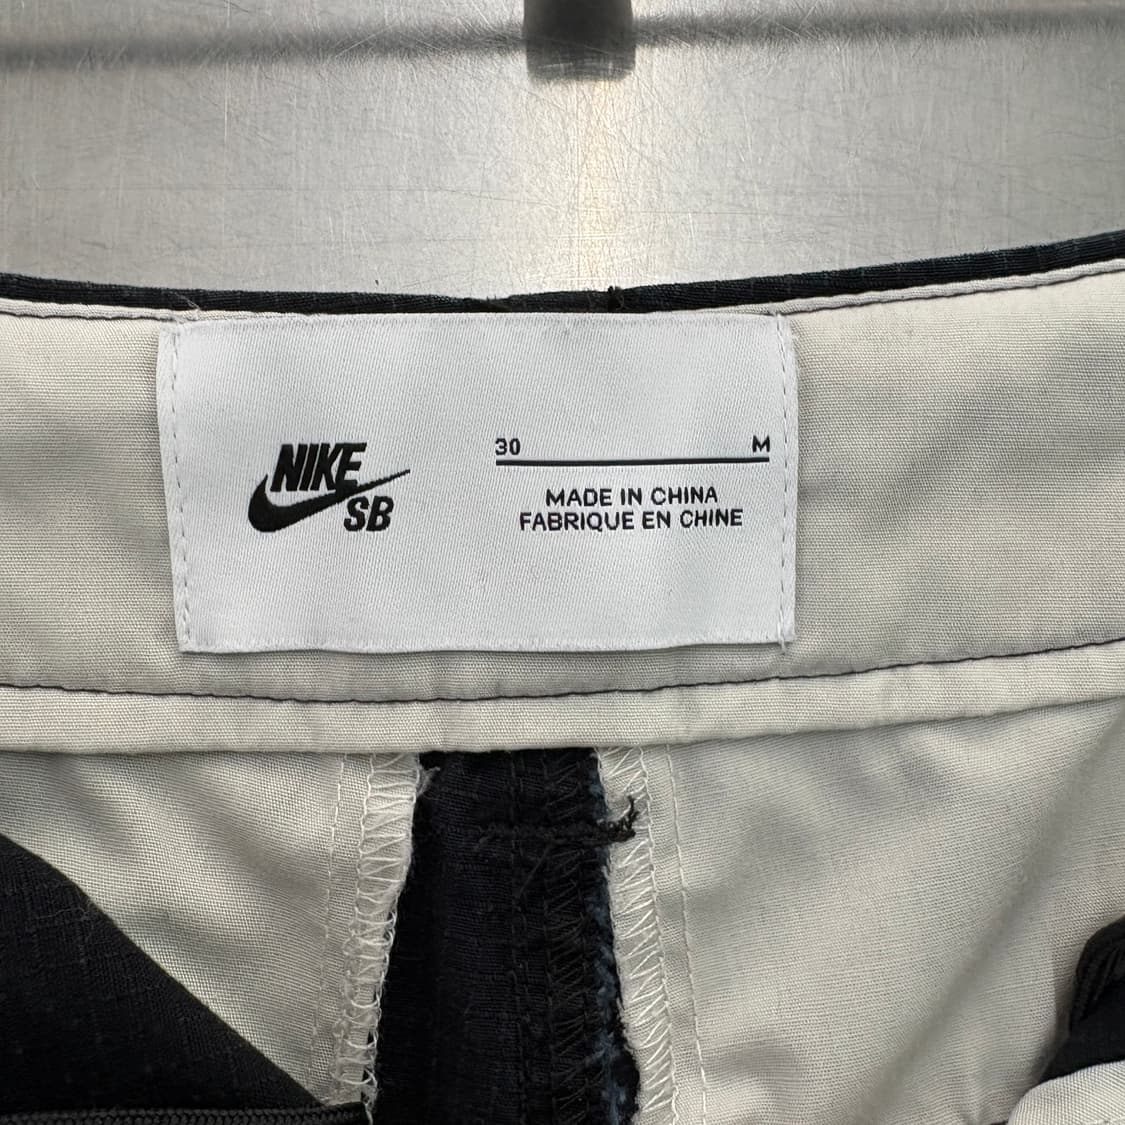 NIKE
SB
30 M
MADE IN CHINA
FABRIQUE EN CHINE